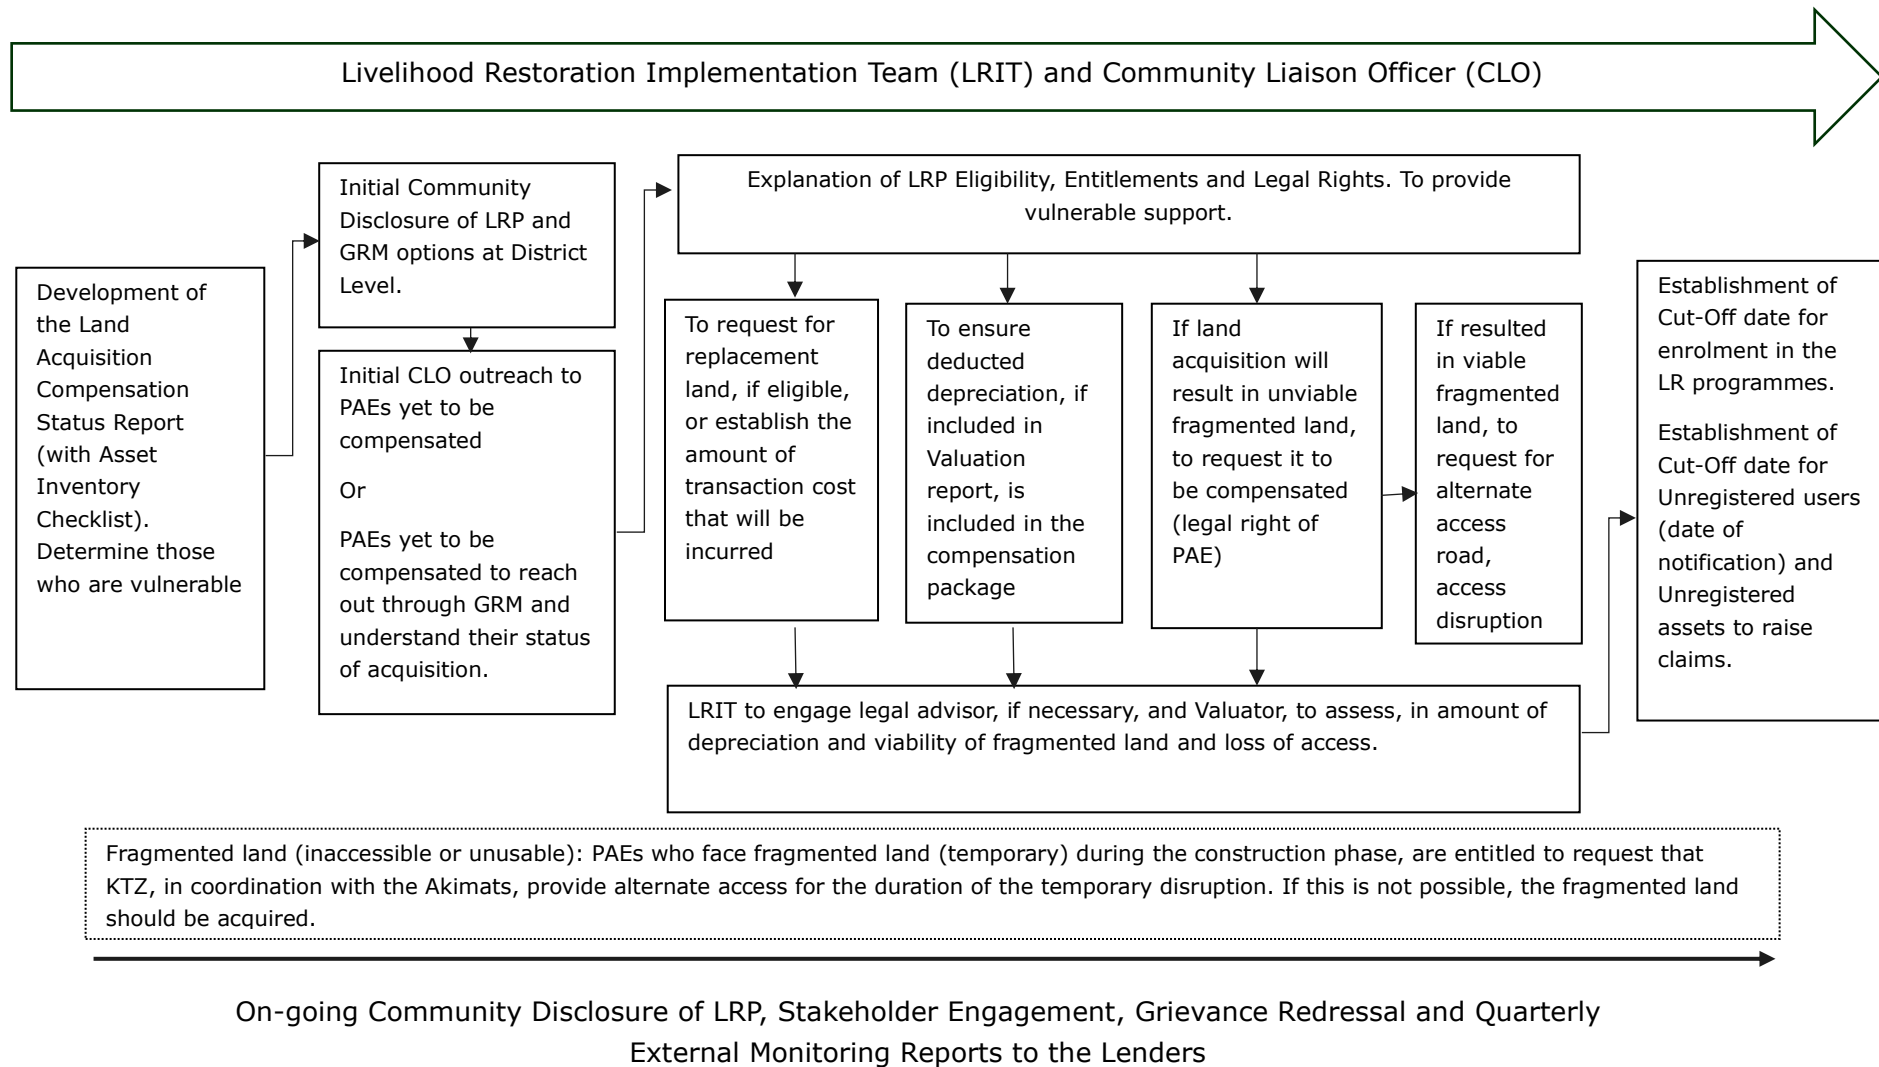 Livelihood Restoration Implementation Team (LRIT) and Community Liaison Officer (CLO)
Development of
the Land
Acquisition
Compensation
Status Report
(with Asset
Inventory
Checklist).
Determine those
who are vulnerable
Initial Community
Disclosure of LRP and
GRM options at District
Level.
Initial CLO outreach to
PAEs yet to be
compensated
Or
PAEs yet to be
compensated to reach
out through GRM and
understand their status
of acquisition.
Explanation of LRP Eligibility, Entitlements and Legal Rights. To provide
vulnerable support.
To request for
replacement
land, if eligible,
or establish the
amount of
transaction cost
that will be
incurred
To ensure
deducted
depreciation, if
included in
Valuation
report, is
included in the
compensation
package
If land
acquisition will
result in unviable
fragmented land,
to request it to
be compensated
(legal right of
PAE)
If resulted
in viable
fragmented
land, to
request for
alternate
access
road,
access
disruption
LRIT to engage legal advisor, if necessary, and Valuator, to assess, in amount of
depreciation and viability of fragmented land and loss of access.
Establishment of
Cut-Off date for
enrolment in the
LR programmes.
Establishment of
Cut-Off date for
Unregistered users
(date of
notification) and
Unregistered
assets to raise
claims.
Fragmented land (inaccessible or unusable): PAEs who face fragmented land (temporary) during the construction phase, are entitled to request that
KTZ, in coordination with the Akimats, provide alternate access for the duration of the temporary disruption. If this is not possible, the fragmented land
should be acquired.
On-going Community Disclosure of LRP, Stakeholder Engagement, Grievance Redressal and Quarterly
External Monitoring Reports to the Lenders